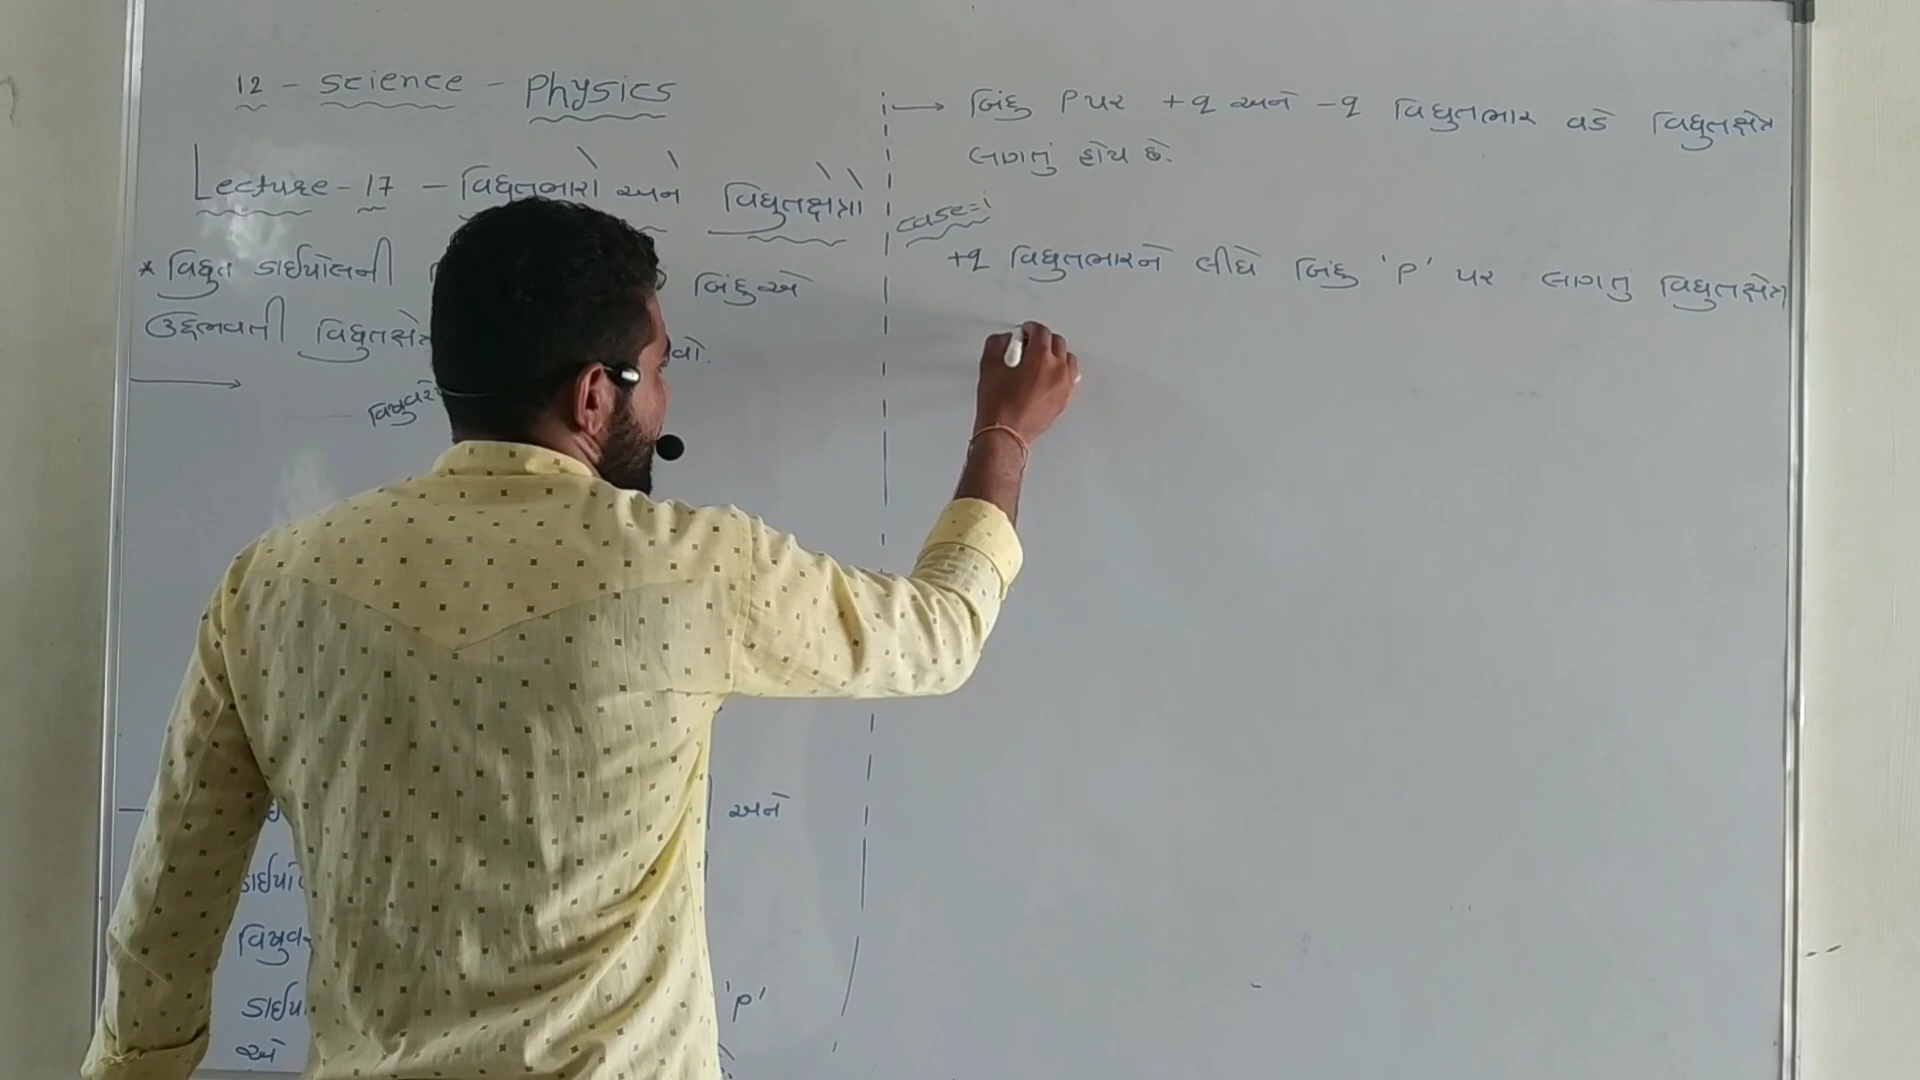 12 - Science - Physics
Lecture - 17 - વિદ્યુતભારો અને વિદ્યુતક્ષેત્રો
* વિદ્યુત ડાઈપોલની બિંદુએ
ઉદ્દભવતી વિદ્યુતક્ષેત્ર
અને
'P'
એ
બિંદુ P પર +q અને -q વિદ્યુતભાર વડે વિદ્યુતક્ષેત્ર
લાગતું હોય છે.
case=i
+q વિદ્યુતભારને લીધે બિંદુ 'P' પર લાગતું વિદ્યુતક્ષેત્ર